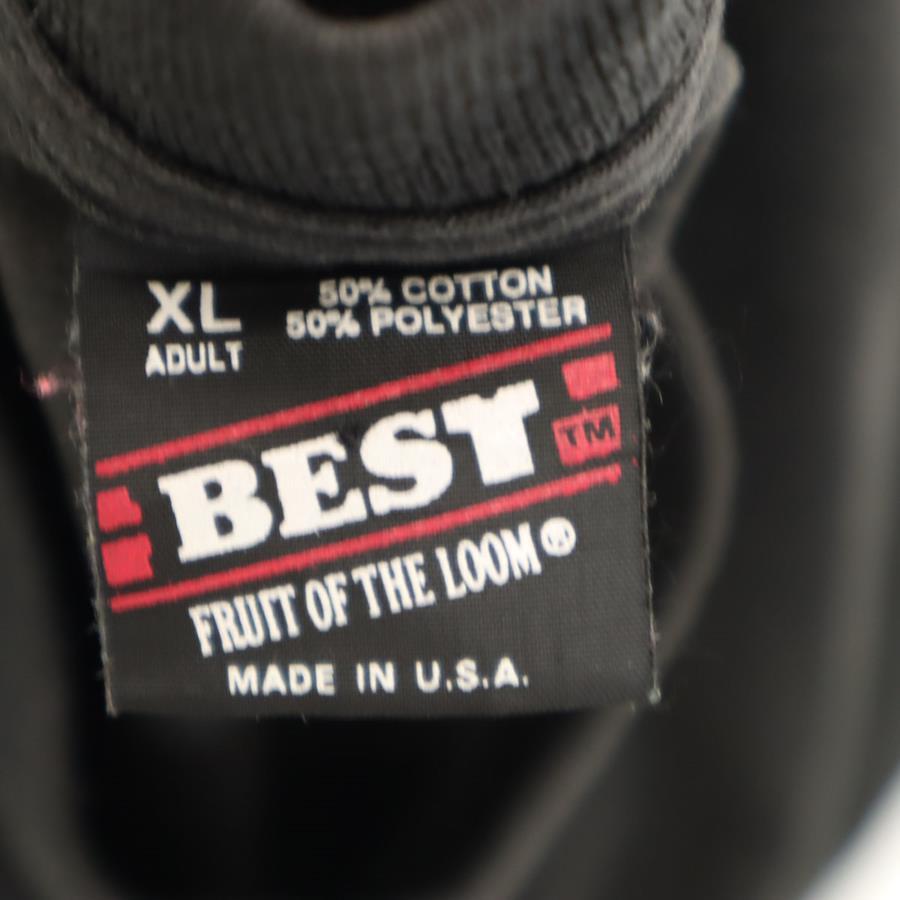 XL
ADULT
50% COTTON
50% POLYESTER
BEST
TM
FRUIT OF THE LOOM®
MADE IN U.S.A.